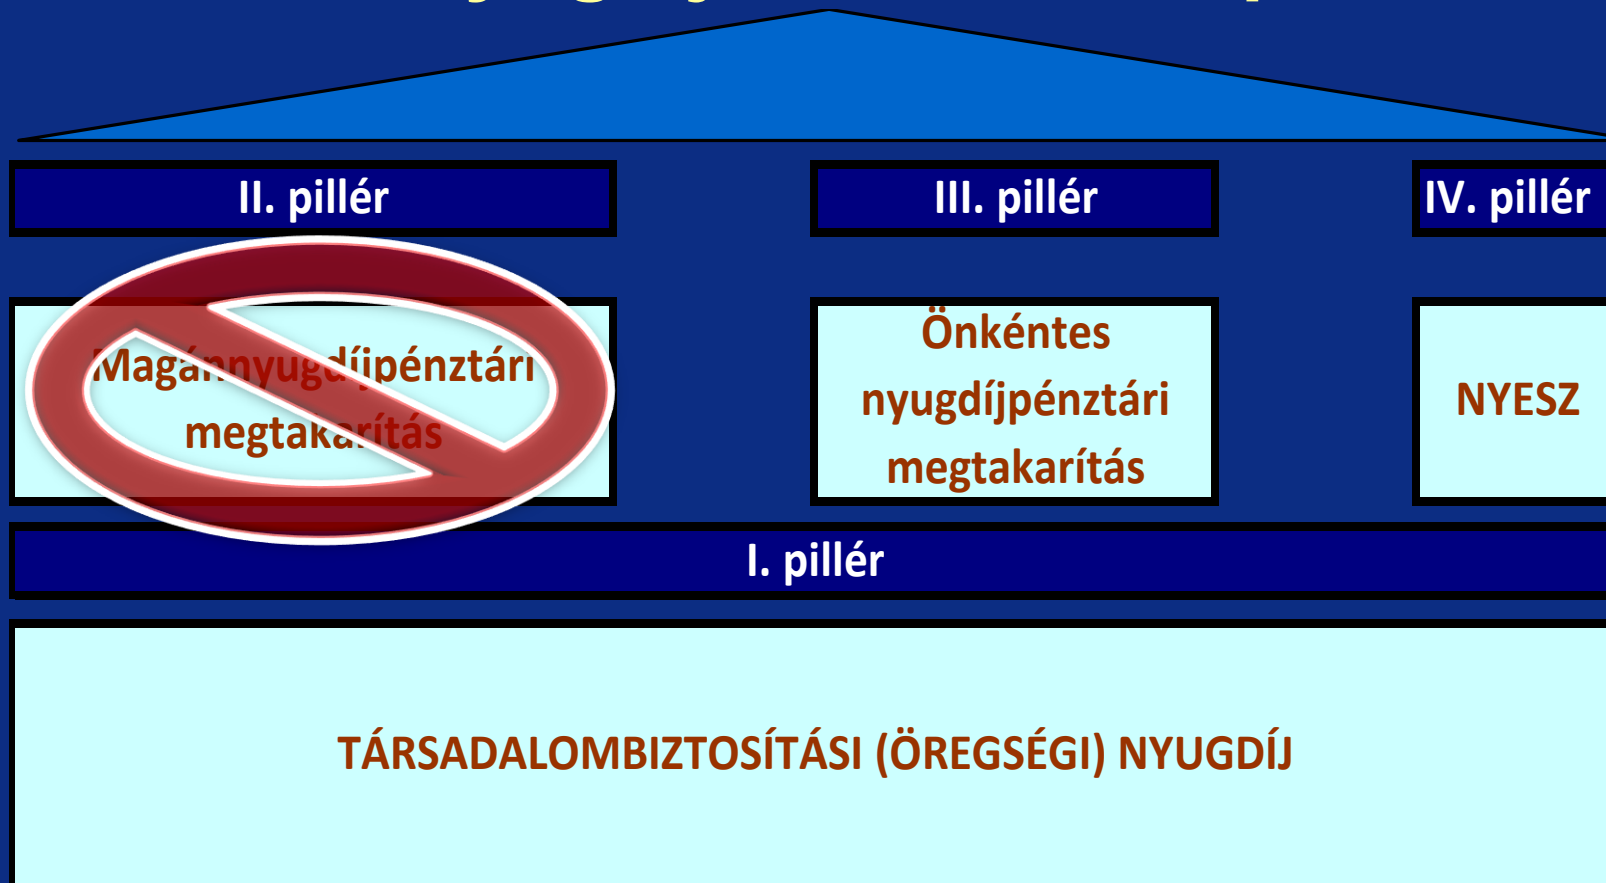 II. pillér
III. pillér
IV. pillér
Magánnyugdíjpénztári
megtakarítás
Önkéntes
nyugdíjpénztári
megtakarítás
NYESZ
I. pillér
TÁRSADALOMBIZTOSÍTÁSI (ÖREGSÉGI) NYUGDÍJ